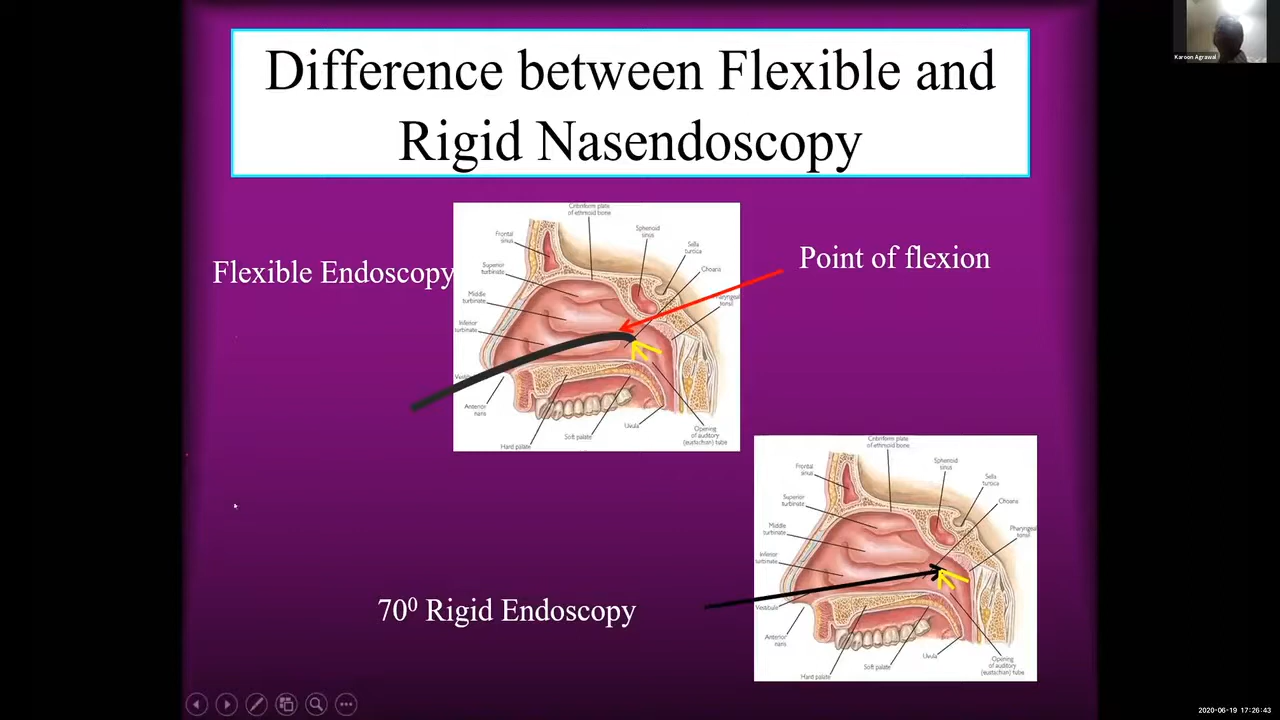 Karoon Agrawal
Difference between Flexible and
Rigid Nasendoscopy
Flexible Endoscopy
Point of flexion
Cribriform plate
of ethmoid bone
Frontal
sinus
Sphenoid
sinus
Sella
turcica
Superior
turbinate
Choana
Middle
turbinate
tonsil
Inferior
turbinate
Anterior
naris
Hard palate
Soft palate
Uvula
Opening
of auditory
(eustachian) tube
70⁰ Rigid Endoscopy
Cribriform plate
of ethmoid bone
Frontal
sinus
Sphenoid
sinus
Sella
turcica
Superior
turbinate
Choana
Middle
turbinate
Pharyngeal
tonsil
Inferior
turbinate
Vestibule
Anterior
naris
Hard palate
Soft palate
Uvula
Opening
of auditory
(eustachian) tube
2020-06-19 17:26:43